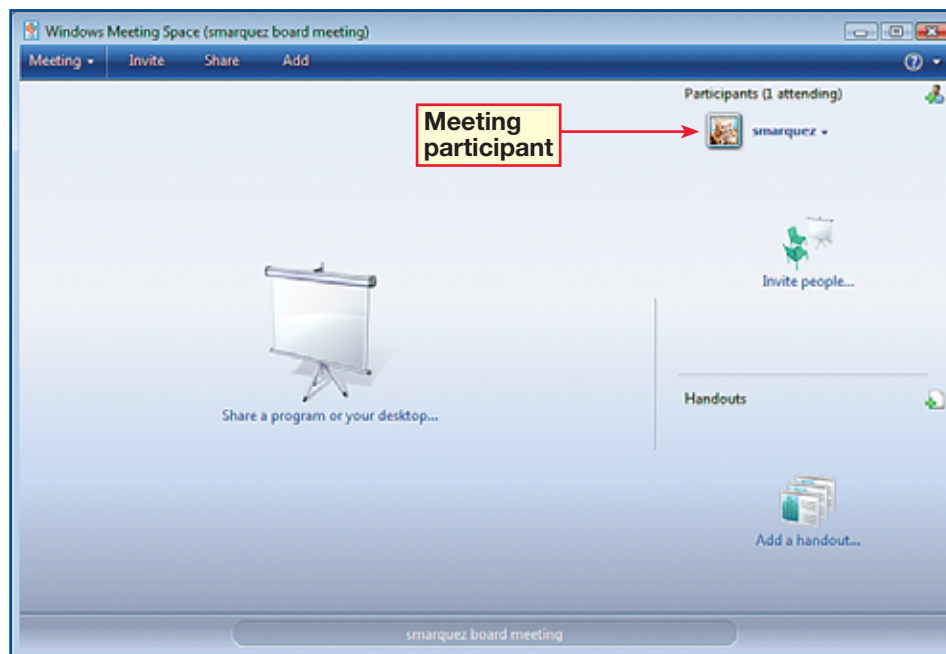 Windows Meeting Space (smarquez board meeting)
Meeting Invite Share Add
Participants (1 attending)
Meeting
participant
smarquez
Invite people...
Share a program or your desktop...
Handouts
Add a handout...
smarquez board meeting